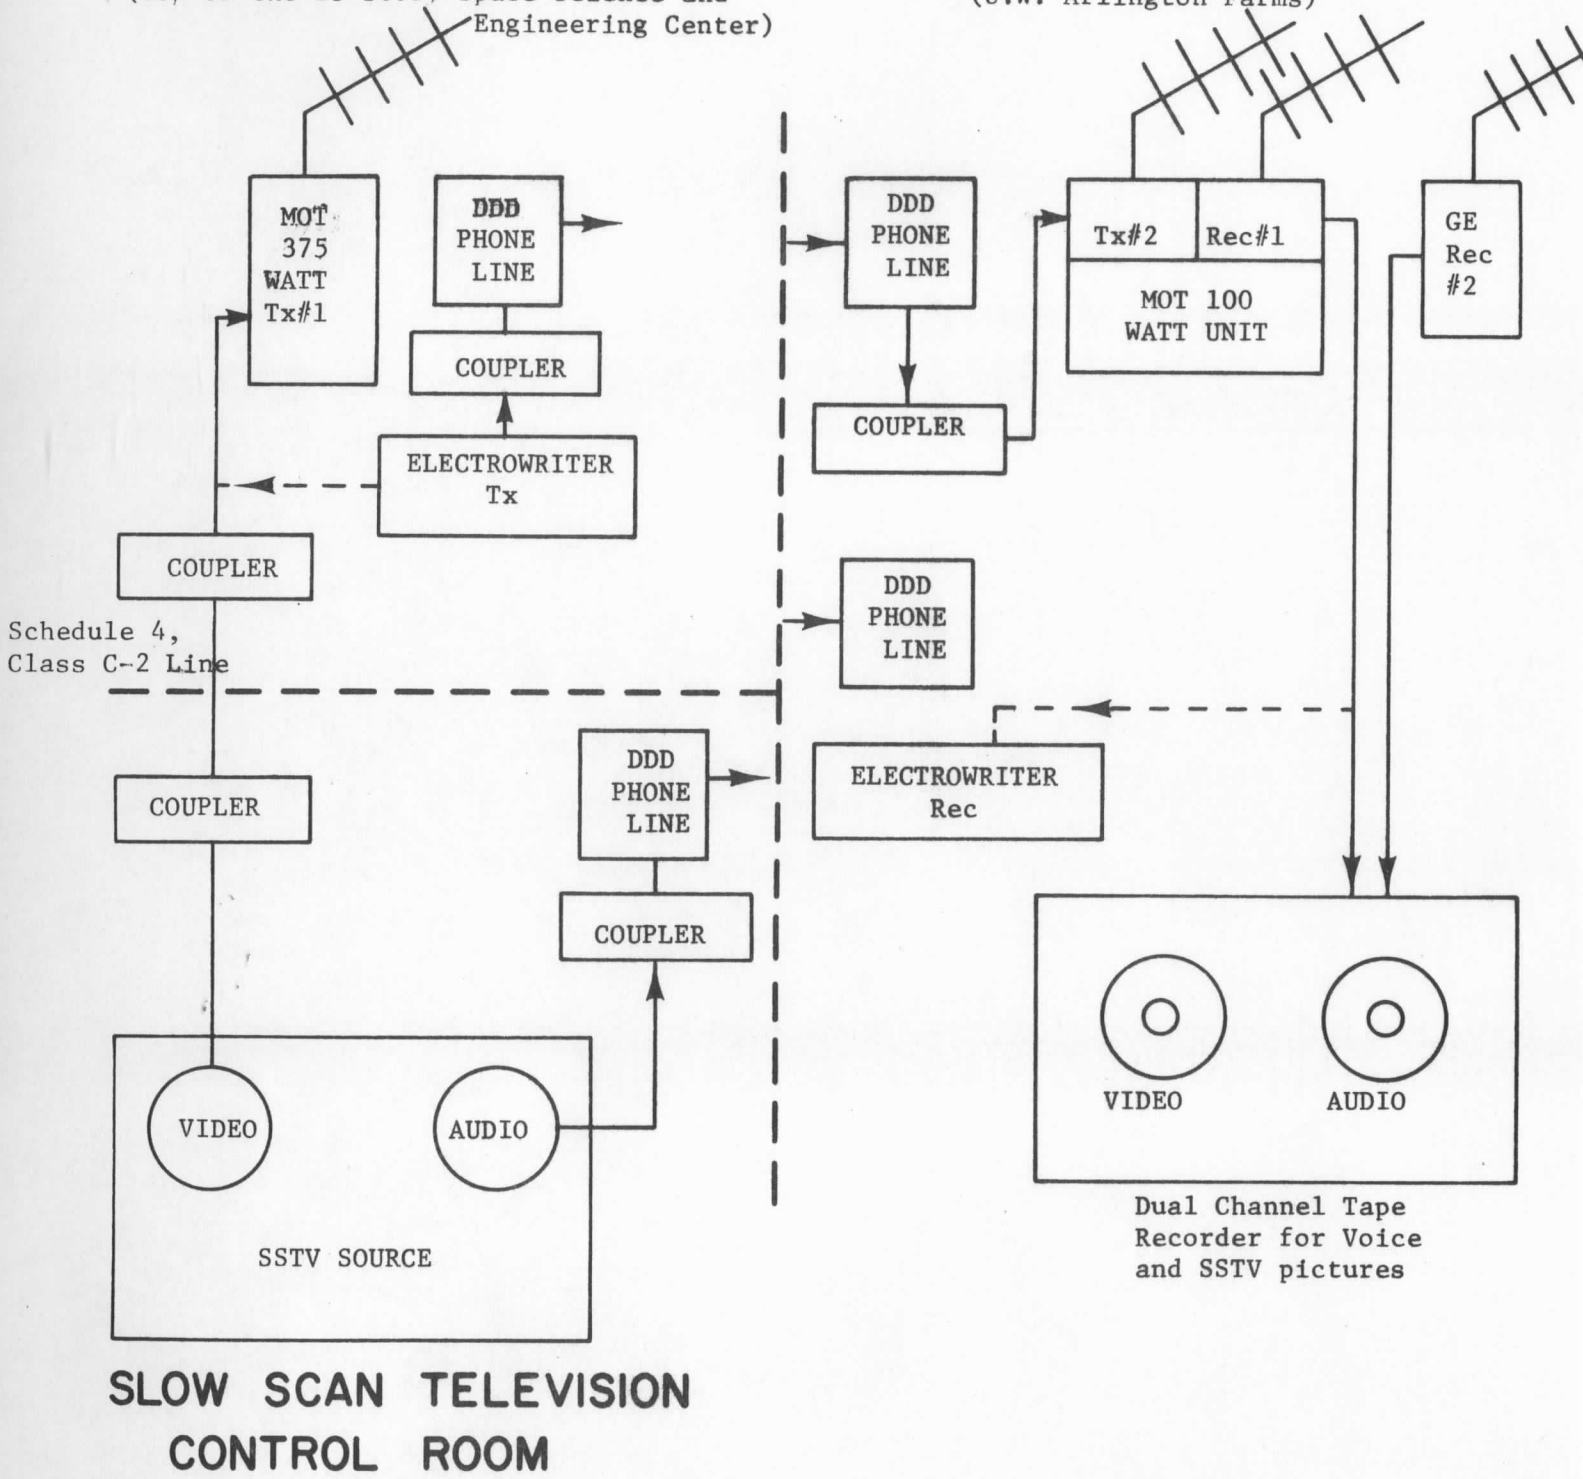 Engineering Center)
MOT
375
WATT
Tx#1
DDD
PHONE
LINE
COUPLER
ELECTROWRITER
Tx
COUPLER
Schedule 4,
Class C-2 Line
COUPLER
DDD
PHONE
LINE
COUPLER
VIDEO
AUDIO
SSTV SOURCE
SLOW SCAN TELEVISION
CONTROL ROOM
Arlington Farms)
DDD
PHONE
LINE
COUPLER
Tx#2
Rec#1
MOT 100
WATT UNIT
GE
Rec
#2
DDD
PHONE
LINE
ELECTROWRITER
Rec
VIDEO
AUDIO
Dual Channel Tape
Recorder for Voice
and SSTV pictures